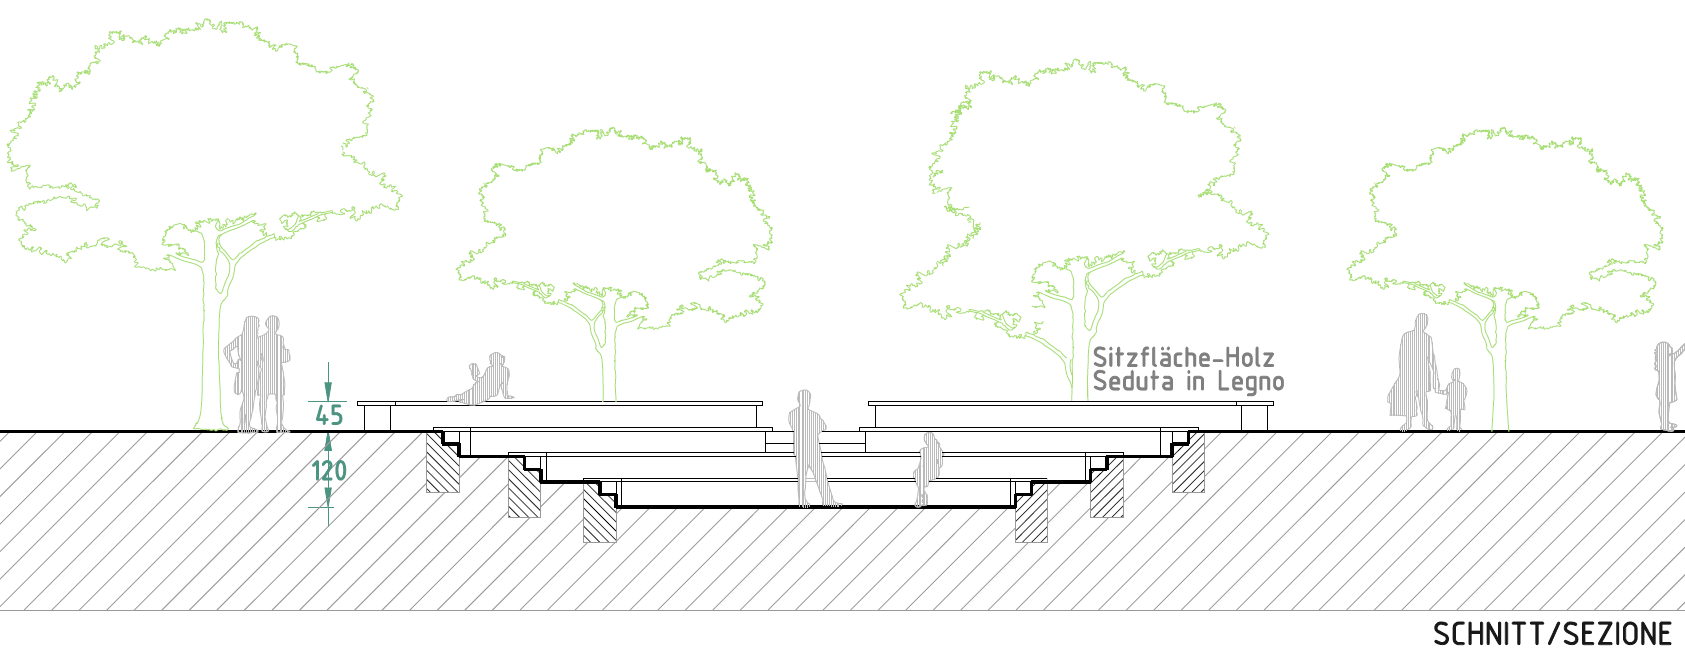 Sitzfläche-Holz
Seduta in Legno
45
120
SCHNITT/SEZIONE